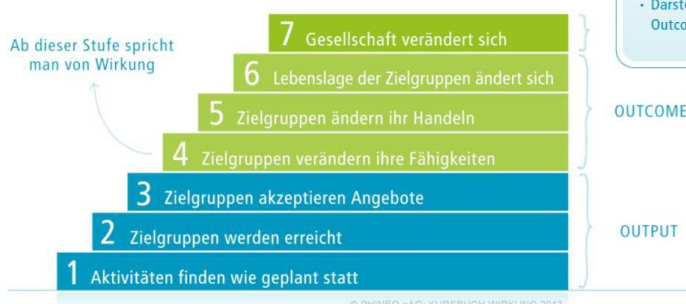 · Darste
Outco
7 Gesellschaft verändert sich
Ab dieser Stufe spricht
man von Wirkung
6 Lebenslage der Zielgruppen ändert sich
5 Zielgruppen ändern ihr Handeln
OUTCOME
4 Zielgruppen verändern ihre Fähigkeiten
3 Zielgruppen akzeptieren Angebote
2 Zielgruppen werden erreicht
OUTPUT
1 Aktivitäten finden wie geplant statt
© PHINEO gAG: KURSBUCH WIRKUNG